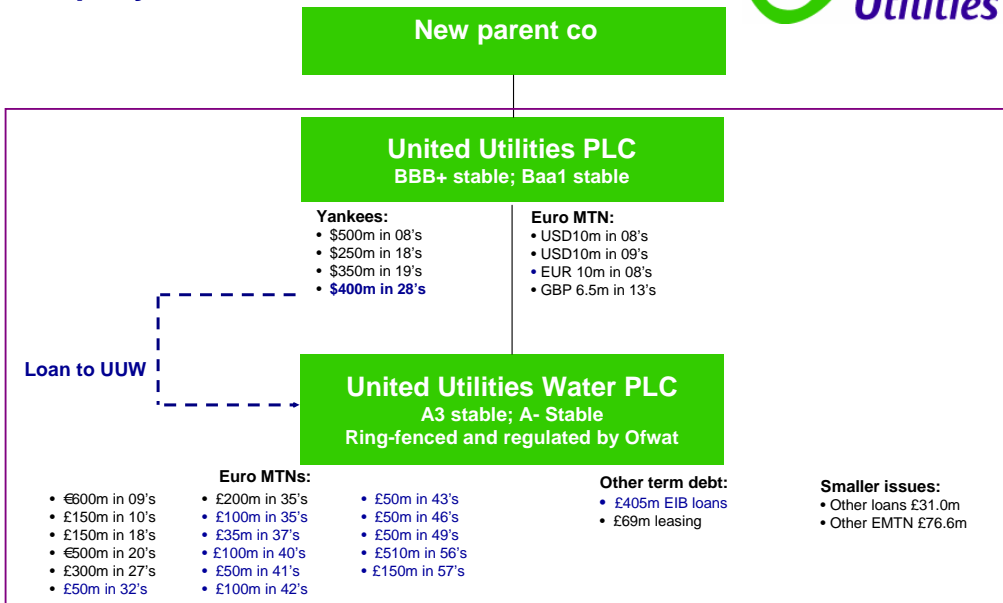 Utilities
New parent co
United Utilities PLC
BBB+ stable; Baa1 stable
Yankees:
• $500m in 08's
• $250m in 18's
• $350m in 19's
• $400m in 28's
Euro MTN:
• USD10m in 08's
• USD10m in 09's
• EUR 10m in 08's
• GBP 6.5m in 13's
Loan to UUW
United Utilities Water PLC
A3 stable; A- Stable
Ring-fenced and regulated by Ofwat
Euro MTNs:
• €600m in 09's
• £150m in 10's
• £150m in 18's
• €500m in 20's
• £300m in 27's
• £50m in 32's
• £200m in 35's
• £100m in 35's
• £35m in 37's
• £100m in 40's
• £50m in 41's
• £100m in 42's
• £50m in 43's
• £50m in 46's
• £50m in 49's
• £510m in 56's
• £150m in 57's
Other term debt:
• £405m EIB loans
• £69m leasing
Smaller issues:
• Other loans £31.0m
• Other EMTN £76.6m